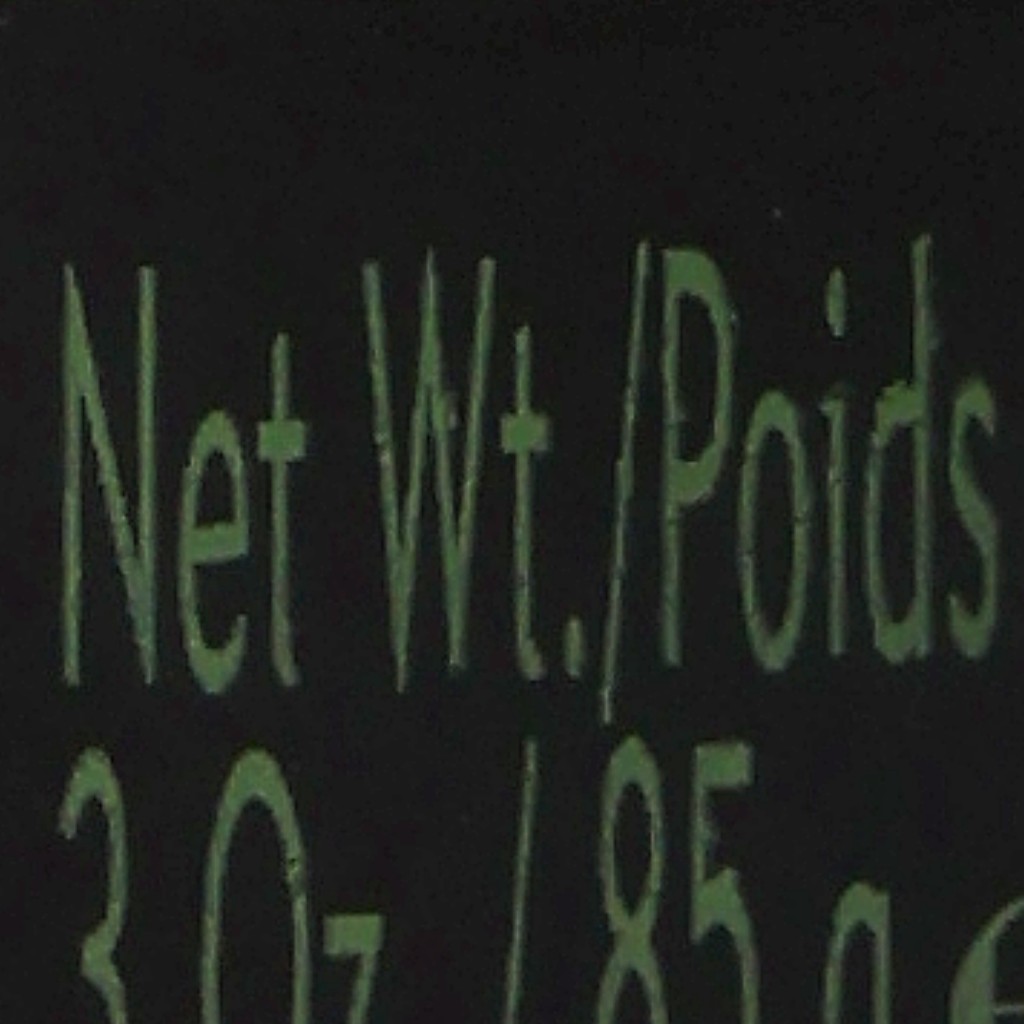 Net Wt./Poids
3 Oz / 85 g ℮